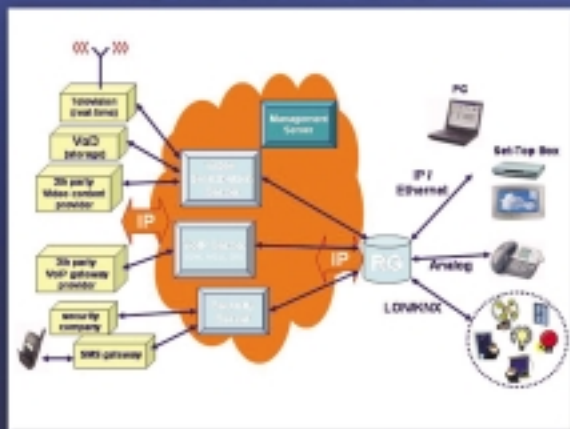 Television
(real time)
VoD
(storage)
3th party
Video content
provider
IP
3th party
VoIP gateway
provider
security
company
SMS gateway
Management
Server
IP
RG
PC
Set-Top Box
IP /
Ethernet
Analog
LON/KNX